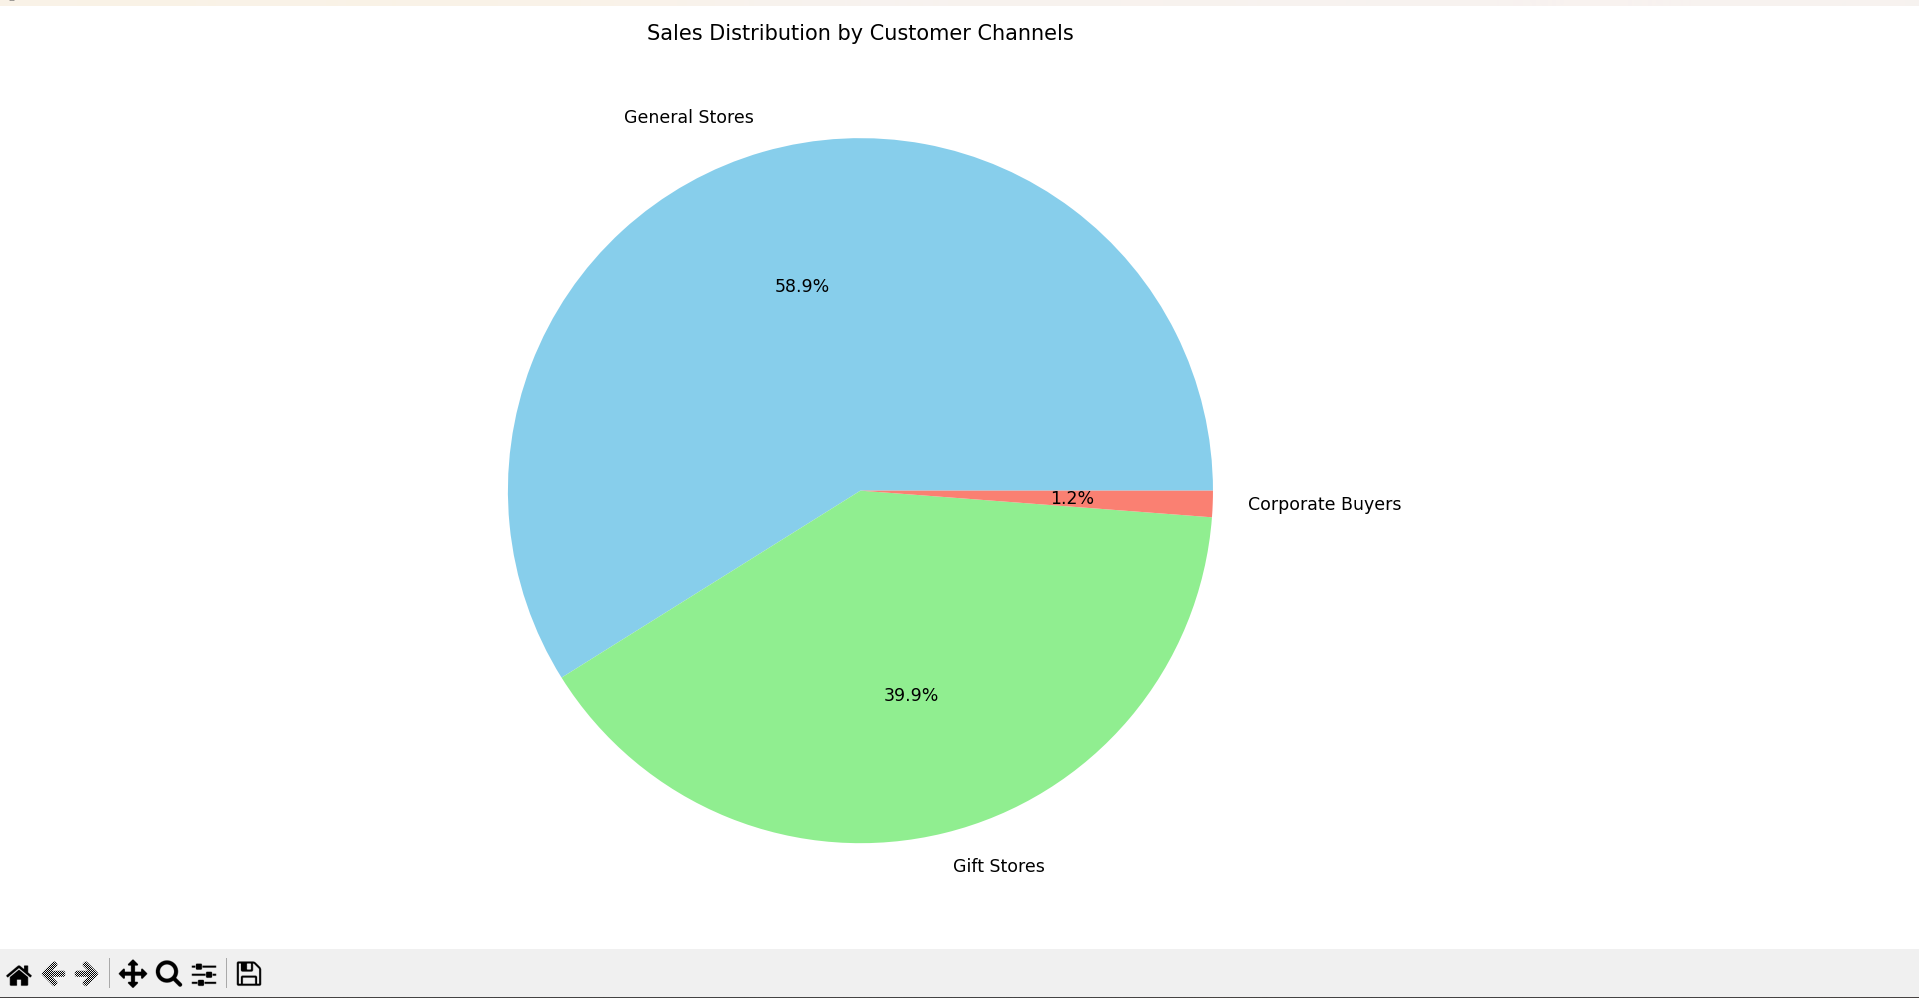 Sales Distribution by Customer Channels
General Stores
58.9%
1.2%
Corporate Buyers
39.9%
Gift Stores